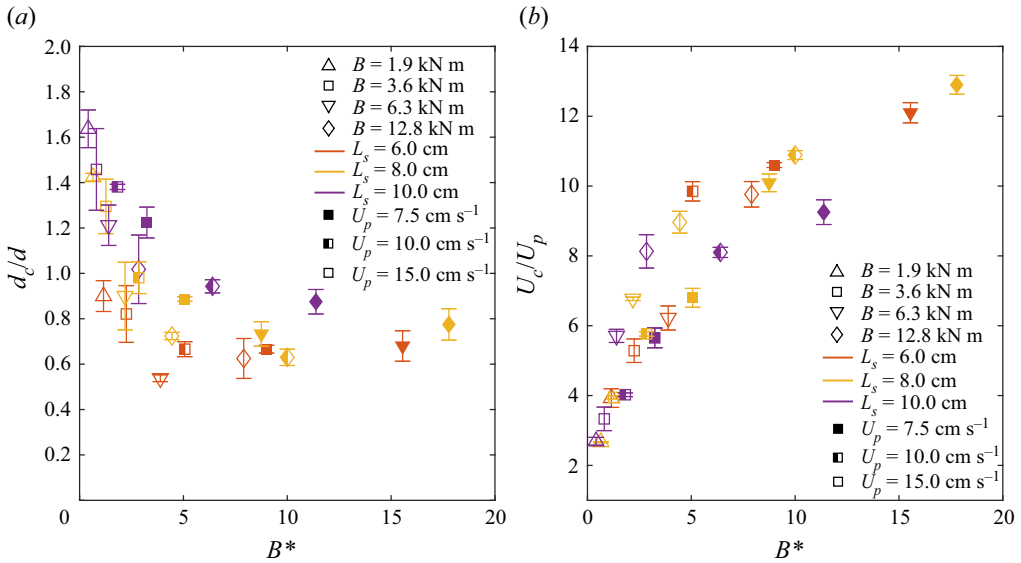 (a)
2.0
1.8
1.6
1.4
1.2
1.0
0.8
0.6
0.4
0.2
0
5
10
15
20
d_c/d
B*
B = 1.9 kN m
B = 3.6 kN m
B = 6.3 kN m
B = 12.8 kN m
L_s = 6.0 cm
L_s = 8.0 cm
L_s = 10.0 cm
U_p = 7.5 cm s⁻¹
U_p = 10.0 cm s⁻¹
U_p = 15.0 cm s⁻¹
(b)
14
12
10
8
6
4
2
0
5
10
15
20
U_c/U_p
B*
B = 1.9 kN m
B = 3.6 kN m
B = 6.3 kN m
B = 12.8 kN m
L_s = 6.0 cm
L_s = 8.0 cm
L_s = 10.0 cm
U_p = 7.5 cm s⁻¹
U_p = 10.0 cm s⁻¹
U_p = 15.0 cm s⁻¹